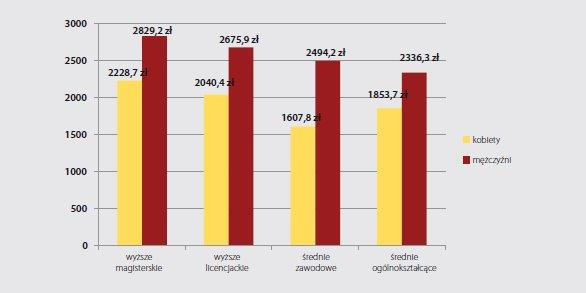 3000
2500
2000
1500
1000
500
0
2829,2 zł
2228,7 zł
2675,9 zł
2040,4 zł
2494,2 zł
1607,8 zł
2336,3 zł
1853,7 zł
wyższe
magisterskie
wyższe
licencjackie
średnie
zawodowe
średnie
ogólnokształcące
kobiety
mężczyźni